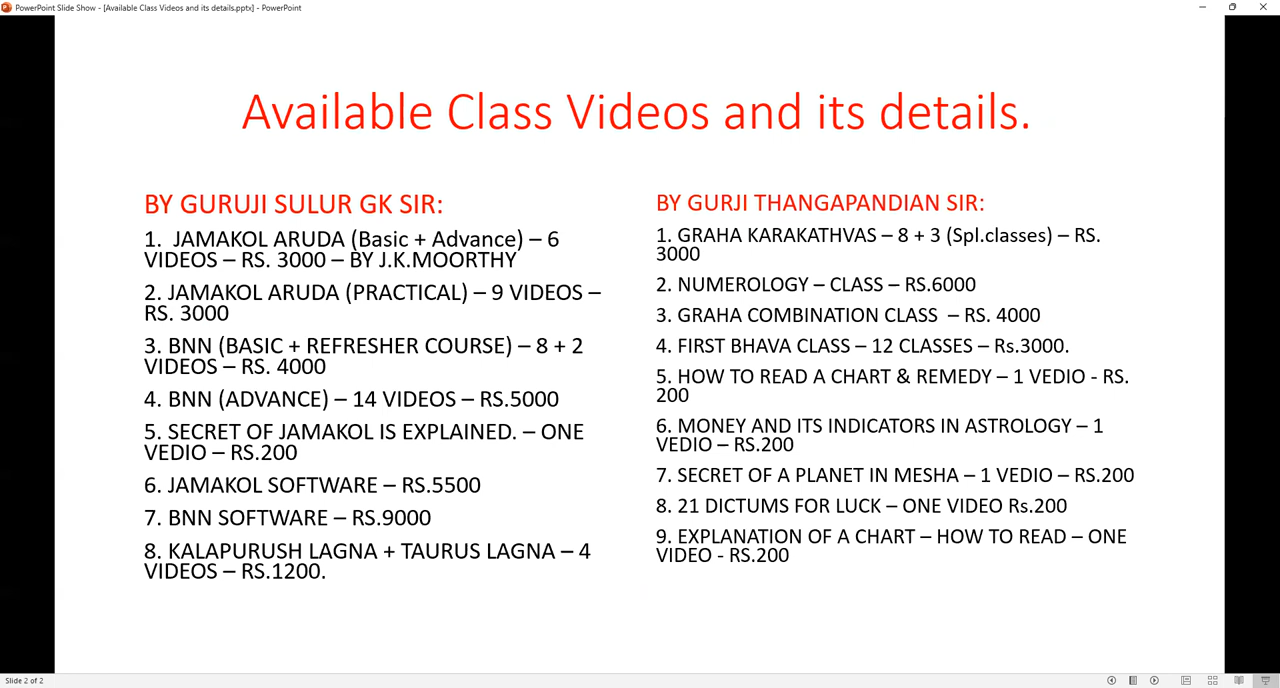 PowerPoint Slide Show - [Available Class Videos and its details.pptx] - PowerPoint
Available Class Videos and its details.
BY GURUJI SULUR GK SIR:
1.  JAMAKOL ARUDA (Basic + Advance) – 6
VIDEOS – RS. 3000 – BY J.K.MOORTHY
2. JAMAKOL ARUDA (PRACTICAL) – 9 VIDEOS –
RS. 3000
3. BNN (BASIC + REFRESHER COURSE) – 8 + 2
VIDEOS – RS. 4000
4. BNN (ADVANCE) – 14 VIDEOS – RS.5000
5. SECRET OF JAMAKOL IS EXPLAINED. – ONE
VEDIO – RS.200
6. JAMAKOL SOFTWARE – RS.5500
7. BNN SOFTWARE – RS.9000
8. KALAPURUSH LAGNA + TAURUS LAGNA – 4
VIDEOS – RS.1200.
BY GURJI THANGAPANDIAN SIR:
1. GRAHA KARAKATHVAS – 8 + 3 (Spl.classes) – RS.
3000
2. NUMEROLOGY – CLASS – RS.6000
3. GRAHA COMBINATION CLASS  – RS. 4000
4. FIRST BHAVA CLASS – 12 CLASSES – Rs.3000.
5. HOW TO READ A CHART & REMEDY – 1 VEDIO - RS.
200
6. MONEY AND ITS INDICATORS IN ASTROLOGY – 1
VEDIO – RS.200
7. SECRET OF A PLANET IN MESHA – 1 VEDIO – RS.200
8. 21 DICTUMS FOR LUCK – ONE VIDEO Rs.200
9. EXPLANATION OF A CHART – HOW TO READ – ONE
VIDEO - RS.200
Slide 2 of 2